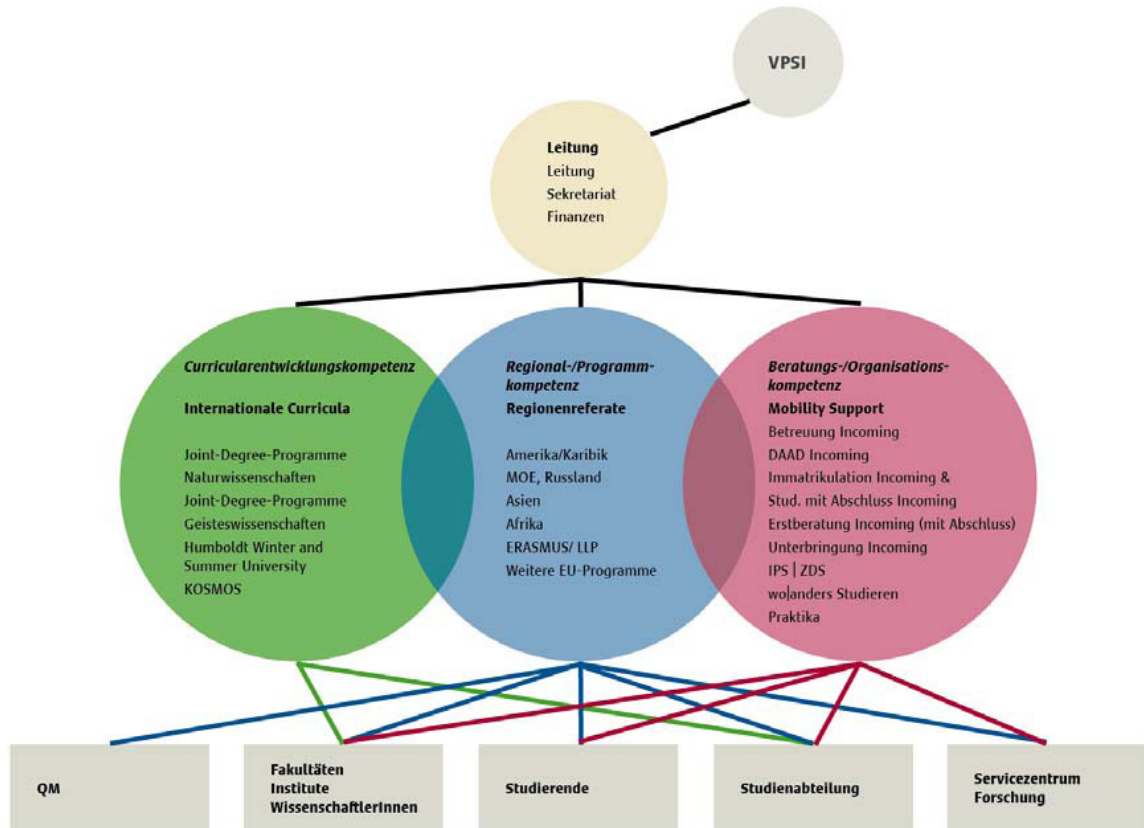 VPSI
Leitung
Leitung
Sekretariat
Finanzen
Curricularentwicklungskompetenz
Internationale Curricula
Joint-Degree-Programme
Naturwissenschaften
Joint-Degree-Programme
Geisteswissenschaften
Humboldt Winter and
Summer University
KOSMOS
Regional-/Programm-
kompetenz
Regionenreferate
Amerika/Karibik
MOE, Russland
Asien
Afrika
ERASMUS/ LLP
Weitere EU-Programme
Beratungs-/Organisations-
kompetenz
Mobility Support
Betreuung Incoming
DAAD Incoming
Immatrikulation Incoming &
Stud. mit Abschluss Incoming
Erstberatung Incoming (mit Abschluss)
Unterbringung Incoming
IPS | ZDS
wo|anders Studieren
Praktika
QM
Fakultäten
Institute
WissenschaftlerInnen
Studierende
Studienabteilung
Servicezentrum
Forschung